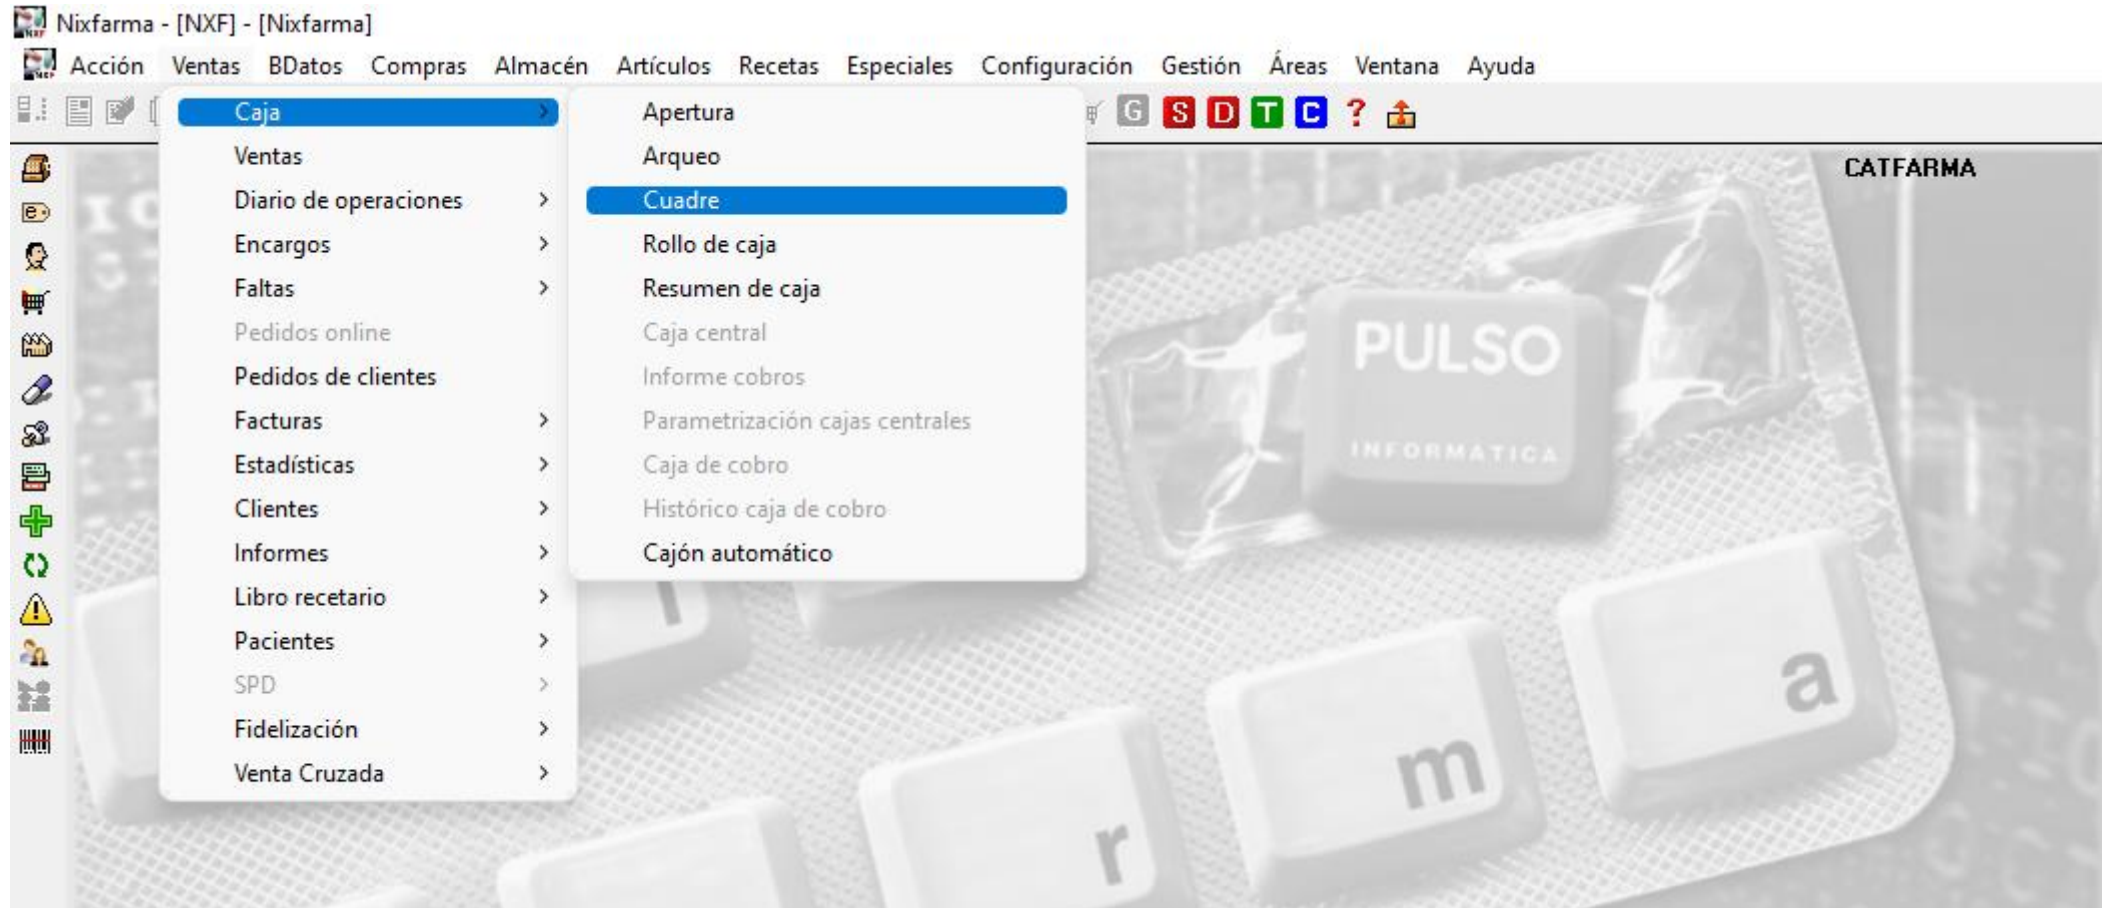 Nixfarma - [NXF] - [Nixfarma]
Acción Ventas BDatos Compras Almacén Artículos Recetas Especiales Configuración Gestión Áreas Ventana Ayuda
G S D T C ?
CATFARMA
Caja
Ventas
Diario de operaciones
Encargos
Faltas
Pedidos online
Pedidos de clientes
Facturas
Estadísticas
Clientes
Informes
Libro recetario
Pacientes
SPD
Fidelización
Venta Cruzada
Apertura
Arqueo
Cuadre
Rollo de caja
Resumen de caja
Caja central
Informe cobros
Parametrización cajas centrales
Caja de cobro
Histórico caja de cobro
Cajón automático
PULSO
INFORMATICA
r m a